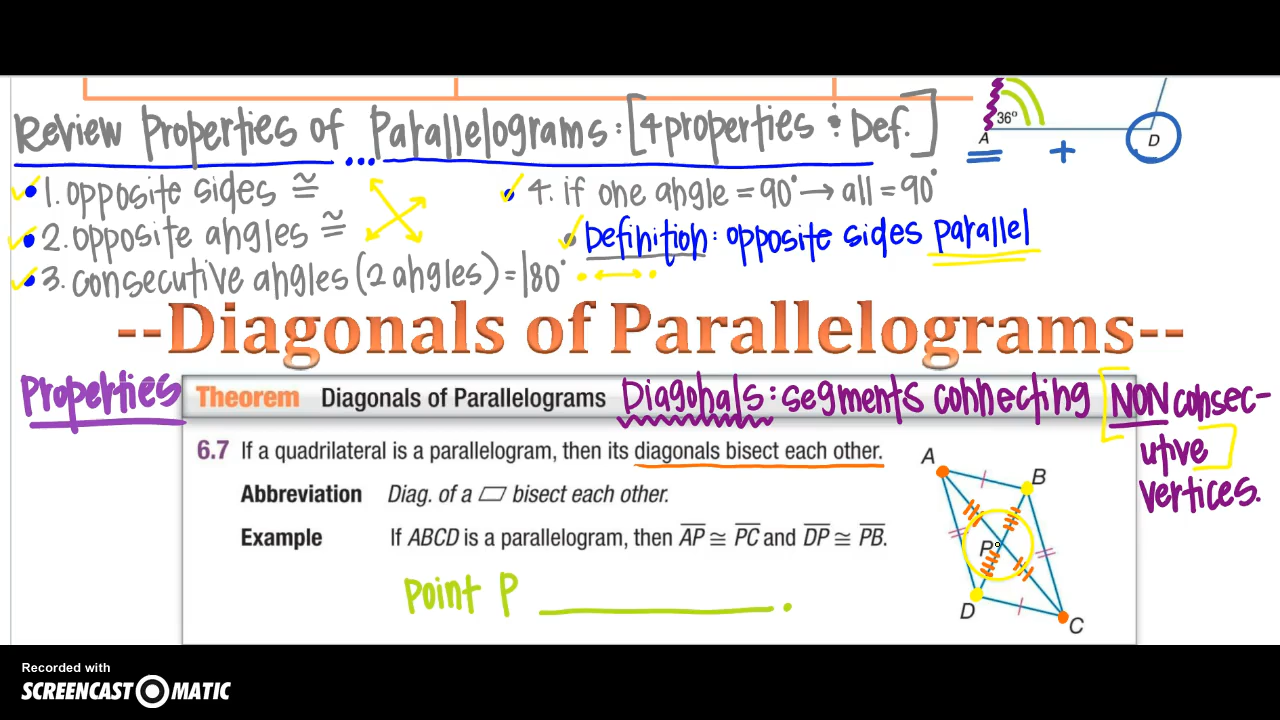 Review Properties of Parallelograms: [4 properties ÷ Def.]
36°
A
D
1. opposite sides ≅
2. opposite angles ≅
3. consecutive angles (2 angles) = 180°
4. if one angle = 90° → all = 90°
Definition: opposite sides parallel
--Diagonals of Parallelograms--
Properties
Theorem Diagonals of Parallelograms
Diagonals: segments connecting [NON consec-
utive]
vertices.
6.7 If a quadrilateral is a parallelogram, then its diagonals bisect each other.
Abbreviation Diag. of a ▱ bisect each other.
Example If ABCD is a parallelogram, then AP ≅ PC and DP ≅ PB.
Point P ____________.
A
B
P
D
C
Recorded with
SCREENCAST O MATIC